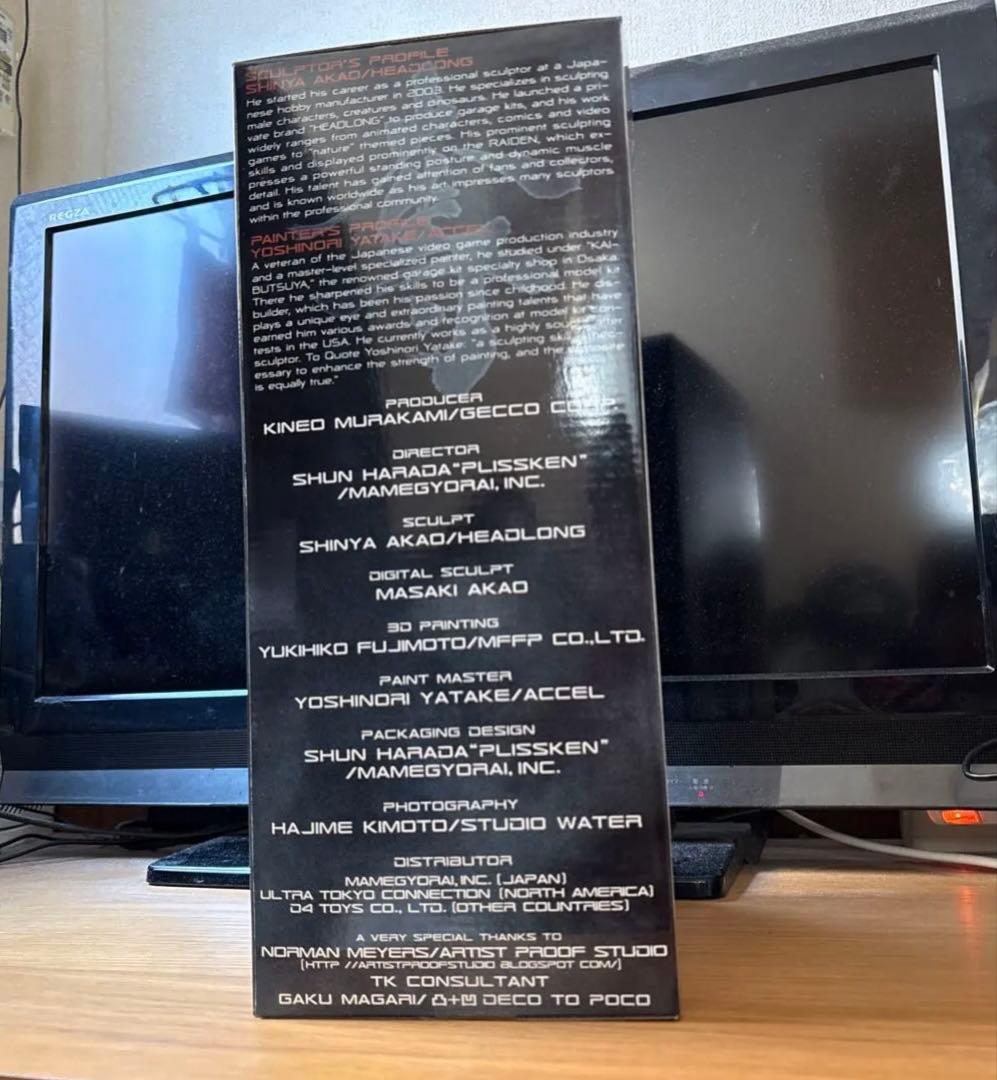 REGZA
SCULPTOR'S PROFILE
SHINYA AKAO/HEADLONG
He started his career as a professional sculptor at a Japa-
nese hobby manufacturer in 2003. He specializes in sculpting
male characters, creatures and dinosaurs. He launched a pri-
vate brand "HEADLONG" to produce garage kits, and his work
widely ranges from animated characters, comics and video
games to "nature" themed pieces. His prominent sculpting
skills and displayed prominently on the RAIDEN, which ex-
presses a powerful standing posture and dynamic muscle
detail. His talent has gained attention of fans and collectors,
and is known worldwide as his art impresses many sculptors
within the professional community.
PAINTER'S PROFILE
YOSHINORI YATAKE/ACCEL
A veteran of the Japanese video game production industry
and a master-level specialized painter, he studied under "KAI-
BUTSUYA," the renowned garage kit specialty shop in Osaka.
There he sharpened his skills to be a professional model kit
builder, which has been his passion since childhood. He dis-
plays a unique eye and extraordinary painting talents that have
earned him various awards and recognition at model kit con-
tests in the USA. He currently works as a highly sought after
sculptor. To Quote Yoshinori Yatake: "a sculpting skill is nec-
essary to enhance the strength of painting, and the opposite
is equally true."
PRODUCER
KINEO MURAKAMI/GECCO CORP.
DIRECTOR
SHUN HARADA"PLISSKEN"
/MAMEGYORAI, INC.
SCULPT
SHINYA AKAO/HEADLONG
DIGITAL SCULPT
MASAKI AKAO
3D PRINTING
YUKIHIKO FUJIMOTO/MFFP CO.,LTD.
PAINT MASTER
YOSHINORI YATAKE/ACCEL
PACKAGING DESIGN
SHUN HARADA"PLISSKEN"
/MAMEGYORAI, INC.
PHOTOGRAPHY
HAJIME KIMOTO/STUDIO WATER
DISTRIBUTOR
MAMEGYORAI, INC. (JAPAN)
ULTRA TOKYO CONNECTION (NORTH AMERICA)
D4 TOYS CO., LTD. (OTHER COUNTRIES)
A VERY SPECIAL THANKS TO
NORMAN MEYERS/ARTIST PROOF STUDIO
(HTTP //ARTISTPROOFSTUDIO BLOGSPOT COM/)
TK CONSULTANT
GAKU MAGARI/ 凸+凹 DECO TO POCO